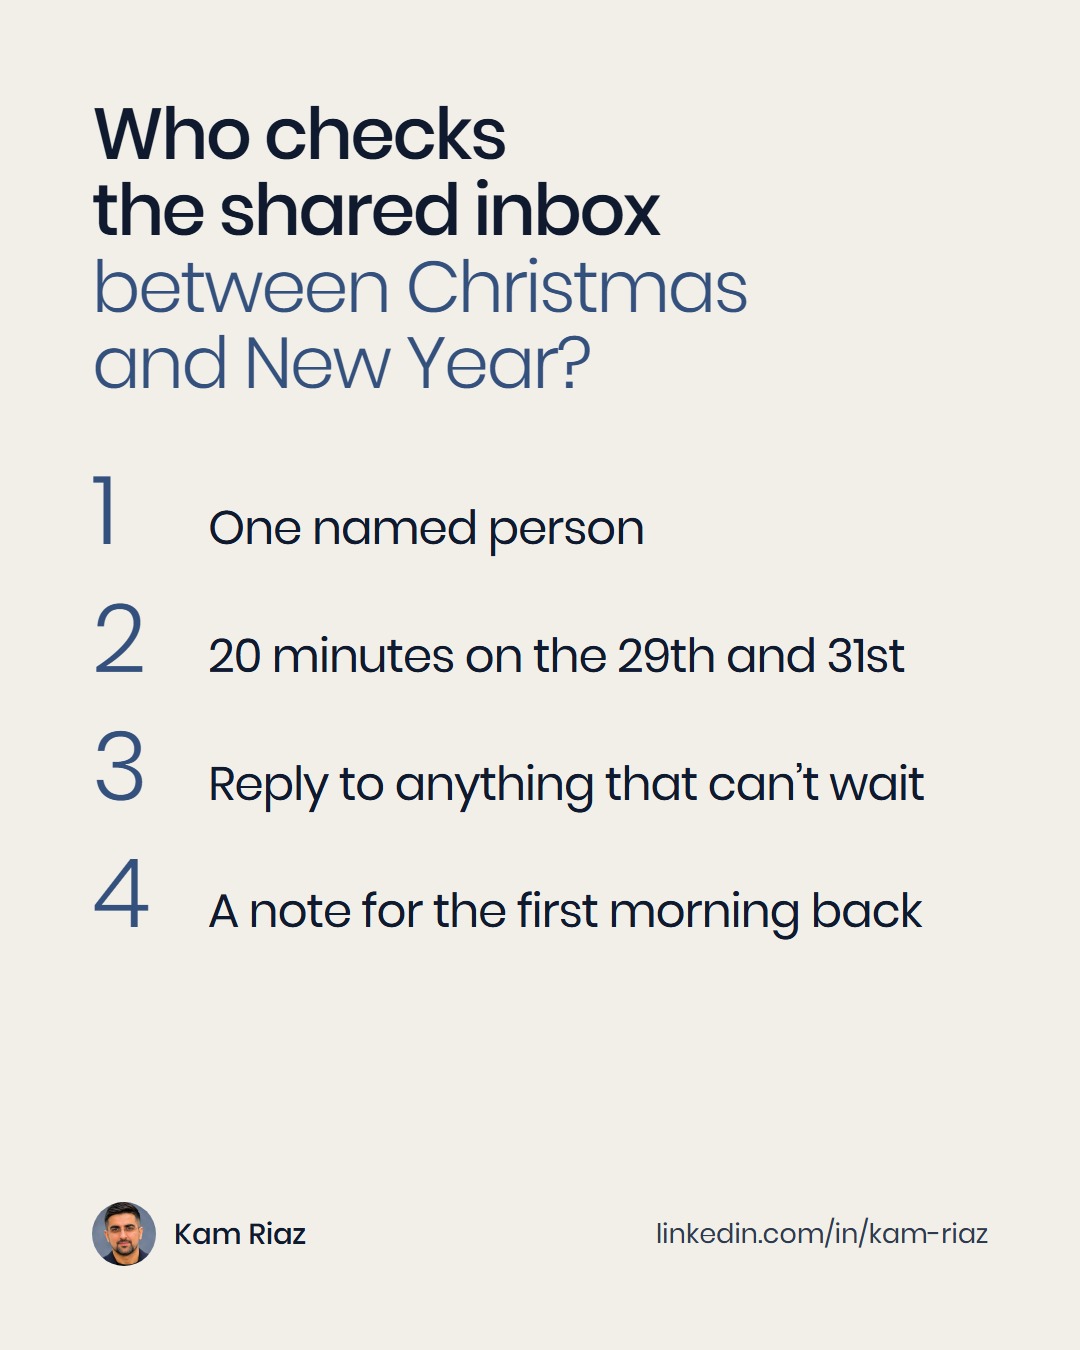 Who checks
the shared inbox
between Christmas
and New Year?
1 One named person
2 20 minutes on the 29th and 31st
3 Reply to anything that can’t wait
4 A note for the first morning back
Kam Riaz
linkedin.com/in/kam-riaz